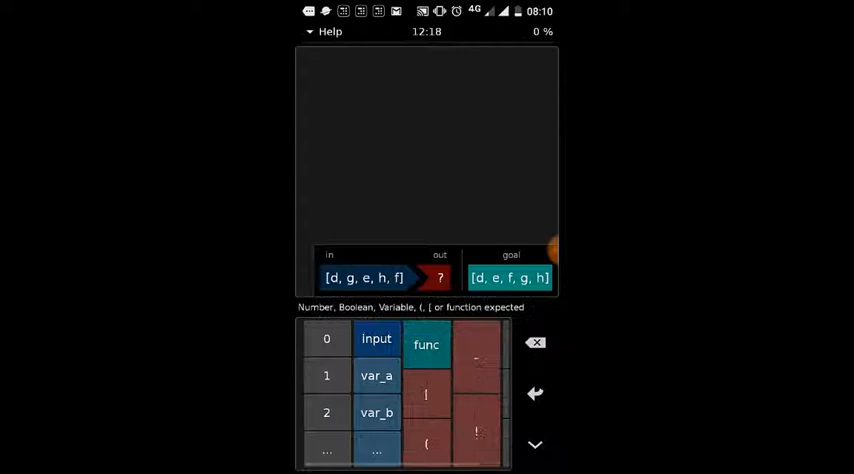 4G 08:10
Help 12:18 0 %
in out goal
[d, g, e, h, f] ? [d, e, f, g, h]
Number, Boolean, Variable, (, [ or function expected
0 input func -
1 var_a [
2 var_b !
... ... (